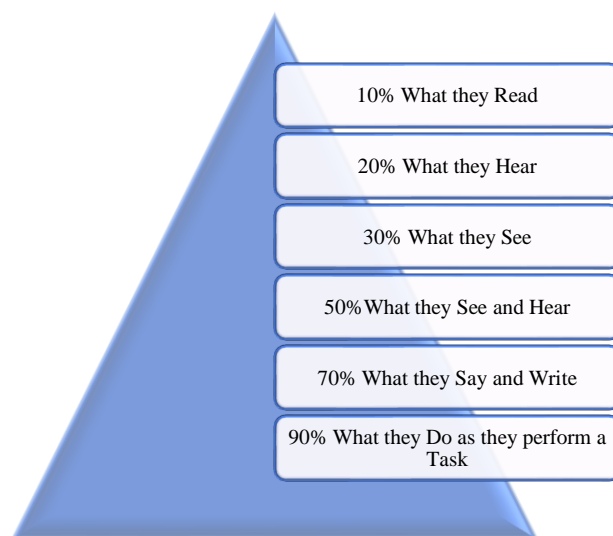 10% What they Read
20% What they Hear
30% What they See
50%What they See and Hear
70% What they Say and Write
90% What they Do as they perform a
Task